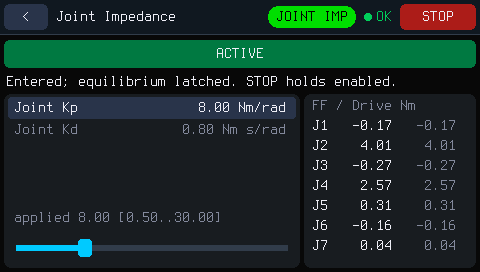 < Joint Impedance JOINT IMP OK STOP
ACTIVE
Entered; equilibrium latched. STOP holds enabled.
Joint Kp 8.00 Nm/rad
Joint Kd 0.80 Nm s/rad
applied 8.00 [0.50..30.00]
FF / Drive Nm
J1 -0.17 -0.17
J2 4.01 4.01
J3 -0.27 -0.27
J4 2.57 2.57
J5 0.31 0.31
J6 -0.16 -0.16
J7 0.04 0.04